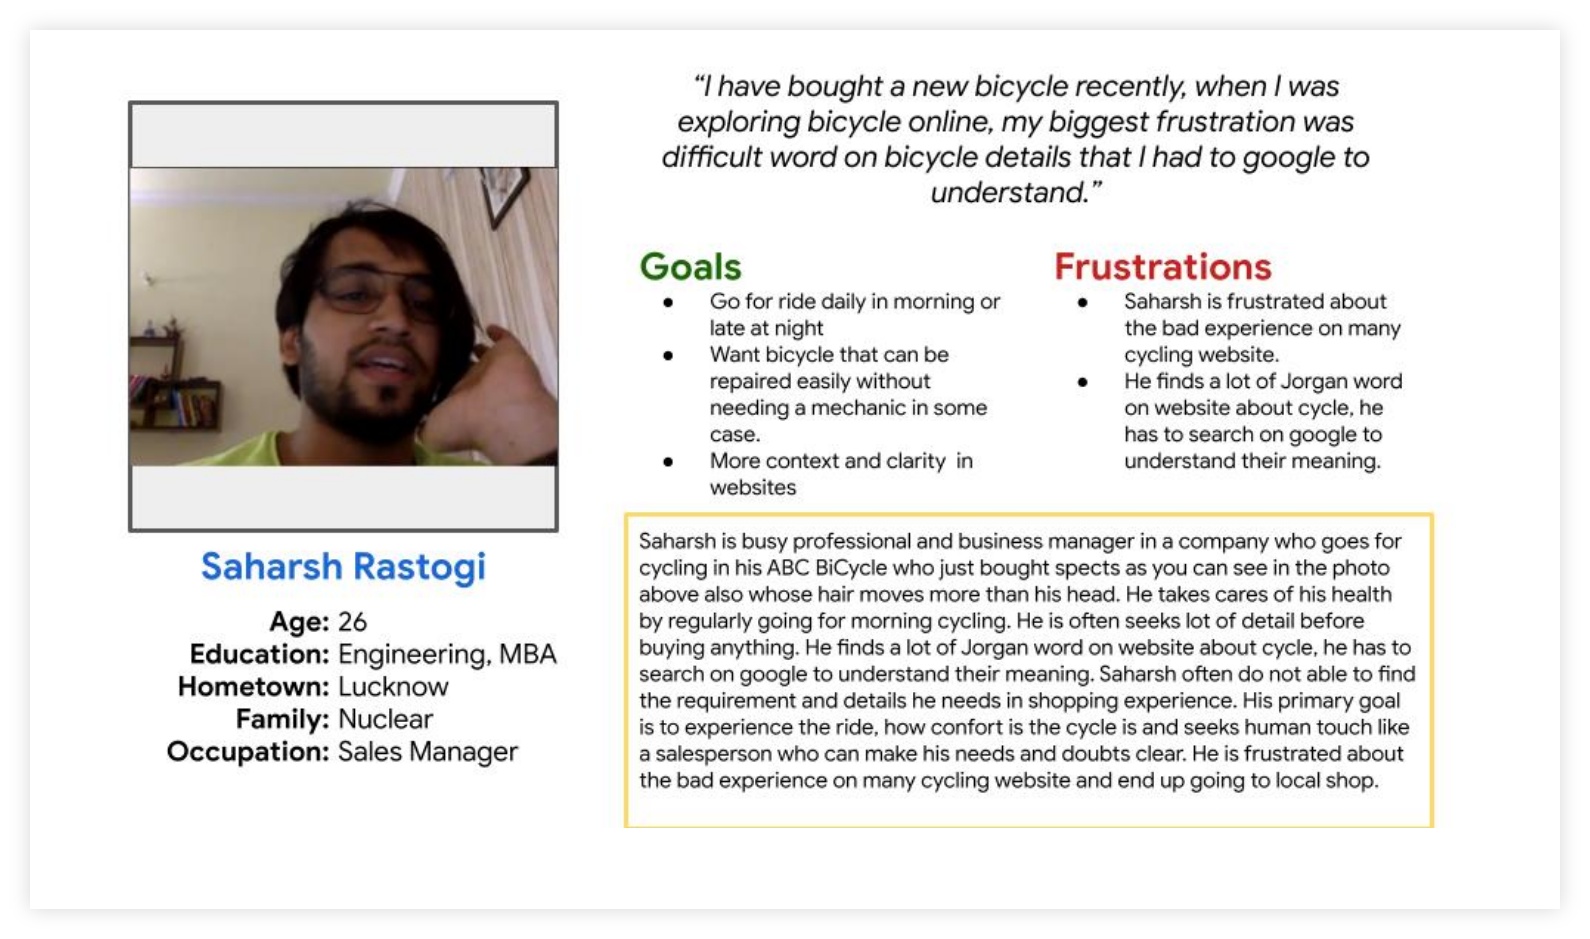 “I have bought a new bicycle recently, when I was
exploring bicycle online, my biggest frustration was
difficult word on bicycle details that I had to google to
understand.”
Goals
● Go for ride daily in morning or
late at night
● Want bicycle that can be
repaired easily without
needing a mechanic in some
case.
● More context and clarity in
websites
Frustrations
● Saharsh is frustrated about
the bad experience on many
cycling website.
● He finds a lot of Jorgan word
on website about cycle, he
has to search on google to
understand their meaning.
Saharsh Rastogi
Age: 26
Education: Engineering, MBA
Hometown: Lucknow
Family: Nuclear
Occupation: Sales Manager
Saharsh is busy professional and business manager in a company who goes for
cycling in his ABC BiCycle who just bought spects as you can see in the photo
above also whose hair moves more than his head. He takes cares of his health
by regularly going for morning cycling. He is often seeks lot of detail before
buying anything. He finds a lot of Jorgan word on website about cycle, he has to
search on google to understand their meaning. Saharsh often do not able to find
the requirement and details he needs in shopping experience. His primary goal
is to experience the ride, how confort is the cycle is and seeks human touch like
a salesperson who can make his needs and doubts clear. He is frustrated about
the bad experience on many cycling website and end up going to local shop.